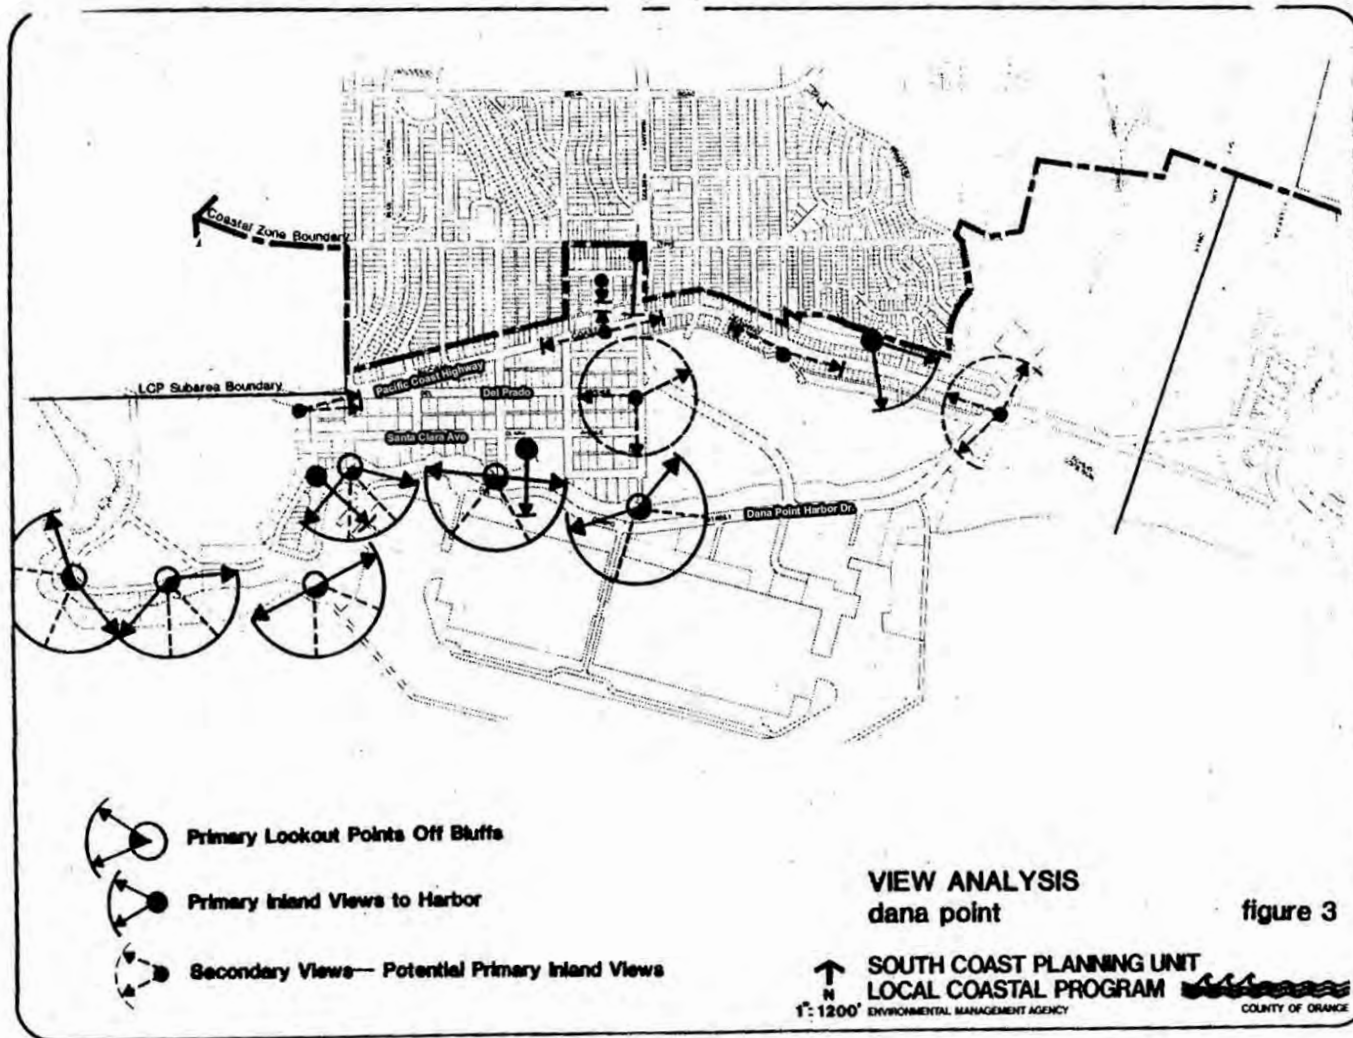 Coastal Zone Boundary
LCP Subarea Boundary
Pacific Coast Highway
Del Prado
Santa Clara Ave
Dana Point Harbor Dr.
Primary Lookout Points Off Bluffs
Primary Inland Views to Harbor
Secondary Views— Potential Primary Inland Views
VIEW ANALYSIS
dana point
figure 3
N
1"=1200'
SOUTH COAST PLANNING UNIT
LOCAL COASTAL PROGRAM
ENVIRONMENTAL MANAGEMENT AGENCY
COUNTY OF ORANGE